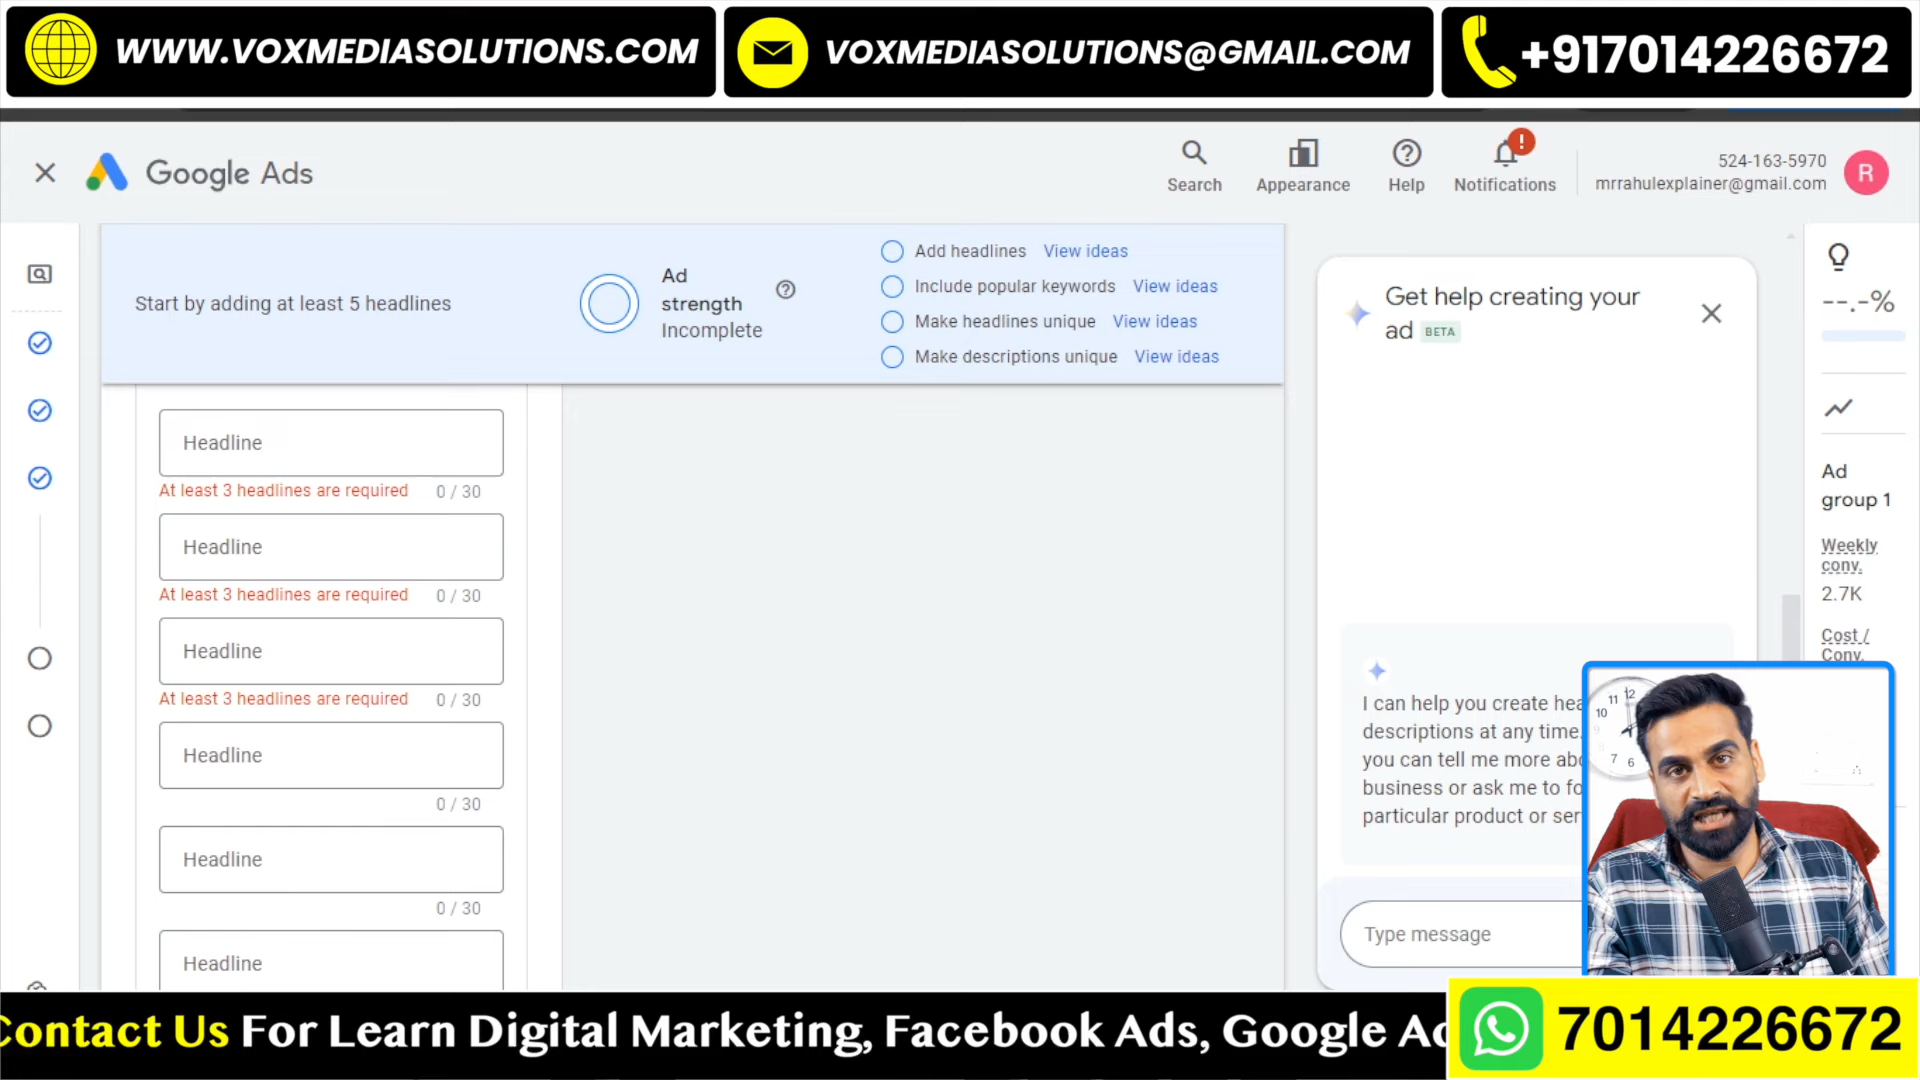 WWW.VOXMEDIASOLUTIONS.COM
VOXMEDIASOLUTIONS@GMAIL.COM
+917014226672
Google Ads
Search
Appearance
Help
Notifications
524-163-5970
mrrahulexplainer@gmail.com
R
Start by adding at least 5 headlines
Ad
strength
Incomplete
Add headlines View ideas
Include popular keywords View ideas
Make headlines unique View ideas
Make descriptions unique View ideas
Headline
At least 3 headlines are required 0 / 30
Headline
At least 3 headlines are required 0 / 30
Headline
At least 3 headlines are required 0 / 30
Headline
0 / 30
Headline
0 / 30
Headline
Get help creating your
ad BETA
I can help you create hea
descriptions at any time.
you can tell me more abo
business or ask me to fo
particular product or ser
Type message
--.-%
Ad
group 1
Weekly
conv.
2.7K
Cost /
Conv.
11 12
10
7 6
Contact Us For Learn Digital Marketing, Facebook Ads, Google Ad
7014226672